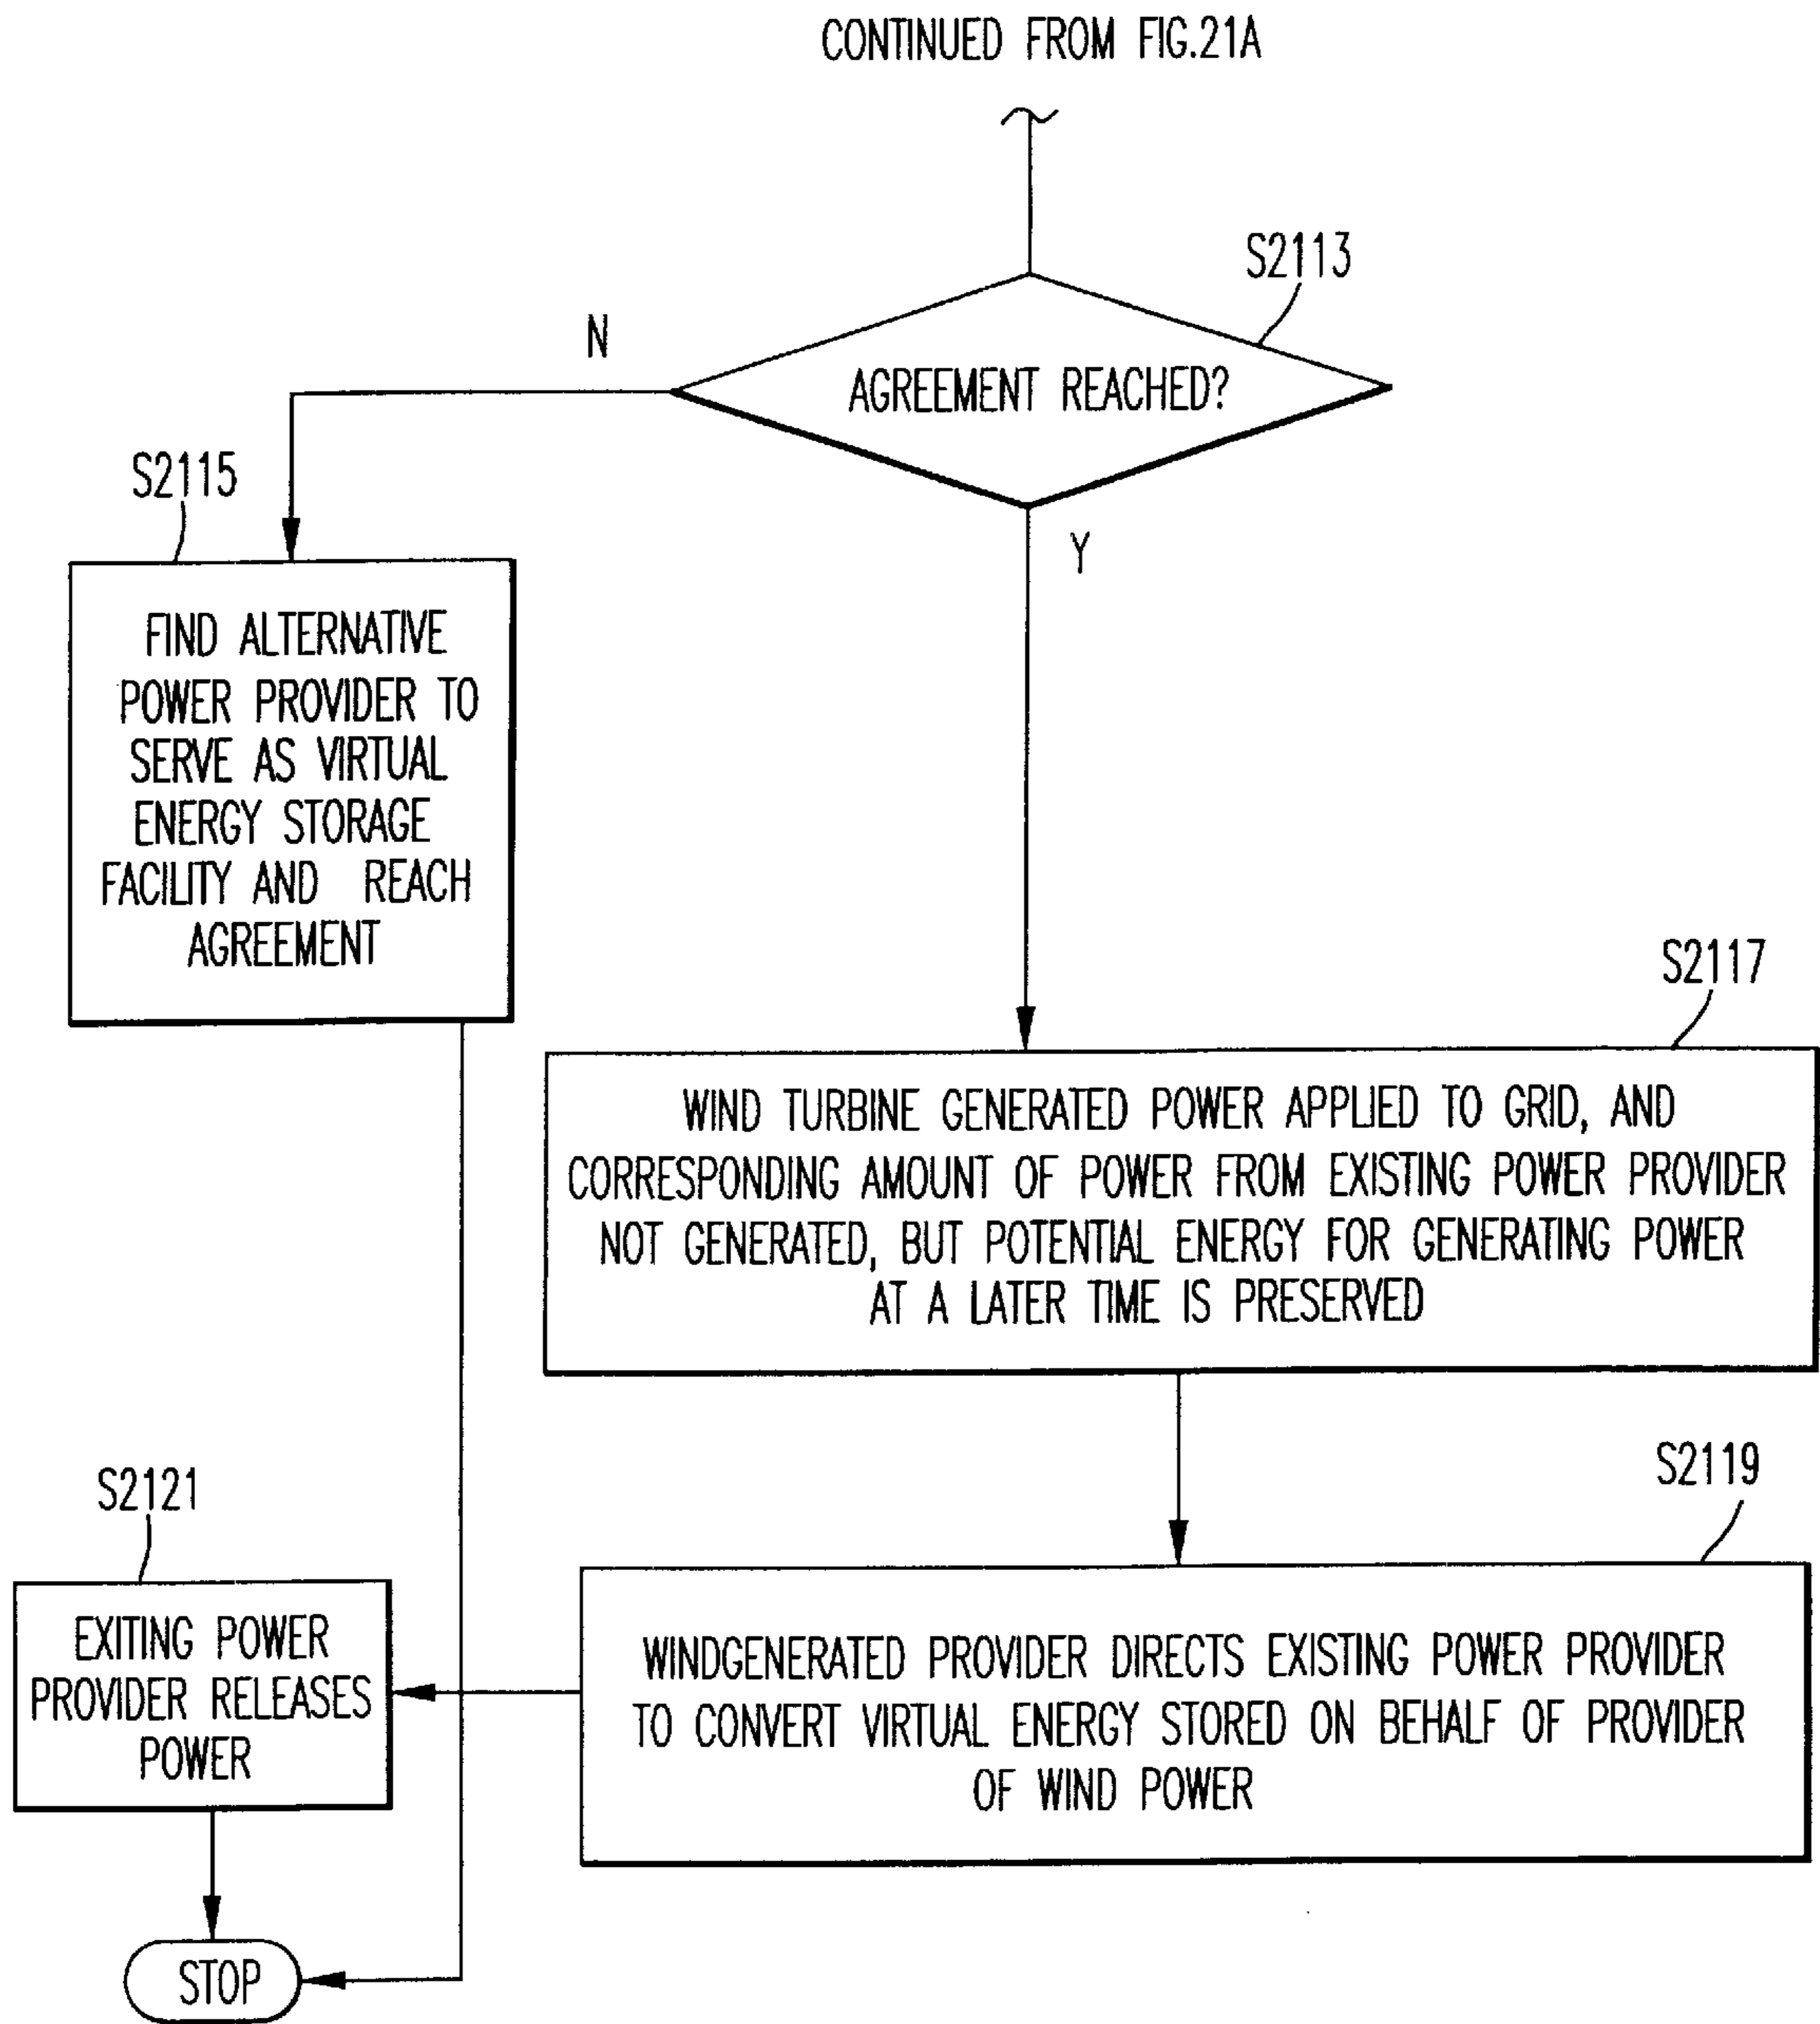 CONTINUED FROM FIG.21A
S2113
N
AGREEMENT REACHED?
Y
S2115
FIND ALTERNATIVE
POWER PROVIDER TO
SERVE AS VIRTUAL
ENERGY STORAGE
FACILITY AND REACH
AGREEMENT
S2117
WIND TURBINE GENERATED POWER APPLIED TO GRID, AND
CORRESPONDING AMOUNT OF POWER FROM EXISTING POWER PROVIDER
NOT GENERATED, BUT POTENTIAL ENERGY FOR GENERATING POWER
AT A LATER TIME IS PRESERVED
S2119
WINDGENERATED PROVIDER DIRECTS EXISTING POWER PROVIDER
TO CONVERT VIRTUAL ENERGY STORED ON BEHALF OF PROVIDER
OF WIND POWER
S2121
EXITING POWER
PROVIDER RELEASES
POWER
STOP